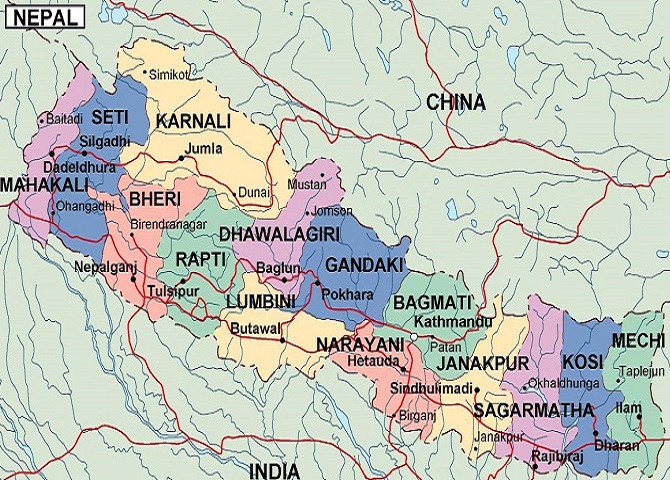 NEPAL
Simikot
CHINA
SETI
KARNALI
Baitadi
Silgadhi
Jumla
Dadeldhura
MAHAKALI
BHERI
Dunai
Mustan
Ohangadhi
Birendranagar
Jomson
DHAWALAGIRI
RAPTI
GANDAKI
Nepalganj
Baglun
Tulsipur
Pokhara
LUMBINI
BAGMATI
Kathmandu
Butawal
NARAYANI
Patan
MECHI
Hetauda
JANAKPUR
KOSI
Taplejun
Sindhulimadi
Okhaldhunga
SAGARMATHA
Ilam
Birganj
Janakpur
Dharan
Rajibiraj
INDIA